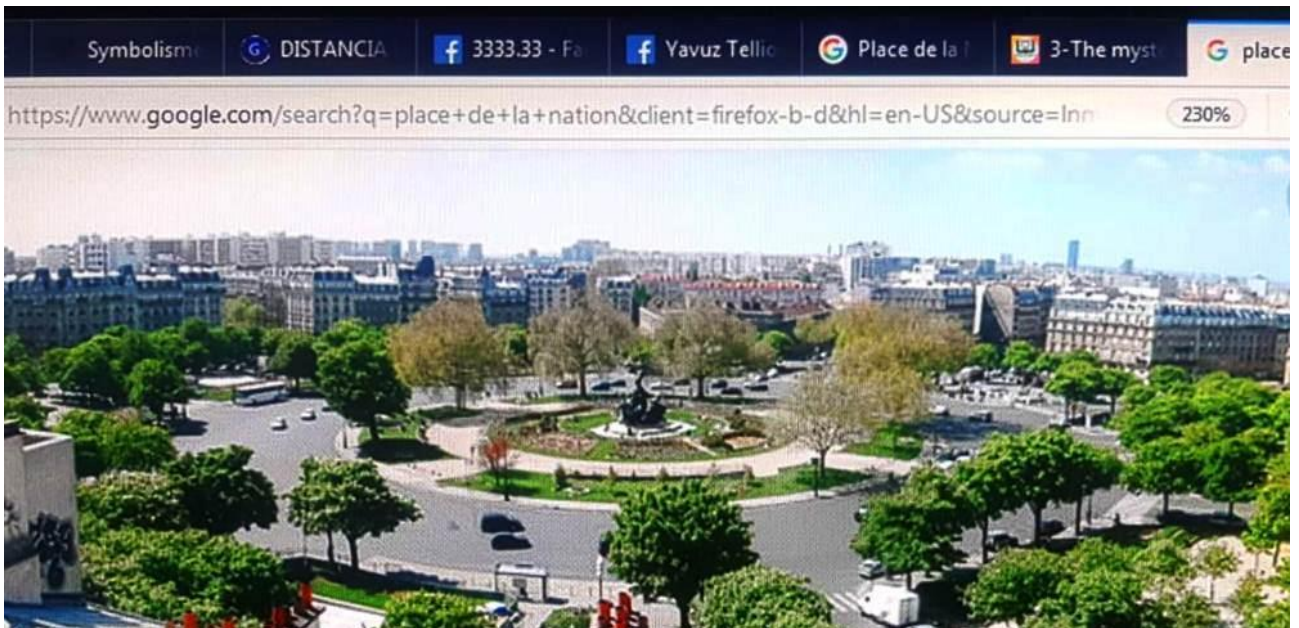 Symbolism DISTANCIA 3333.33 - Fa Yavuz Tellio Place de la 3-The myst place
https://www.google.com/search?q=place+de+la+nation&client=firefox-b-d&hl=en-US&source=lnn 230%